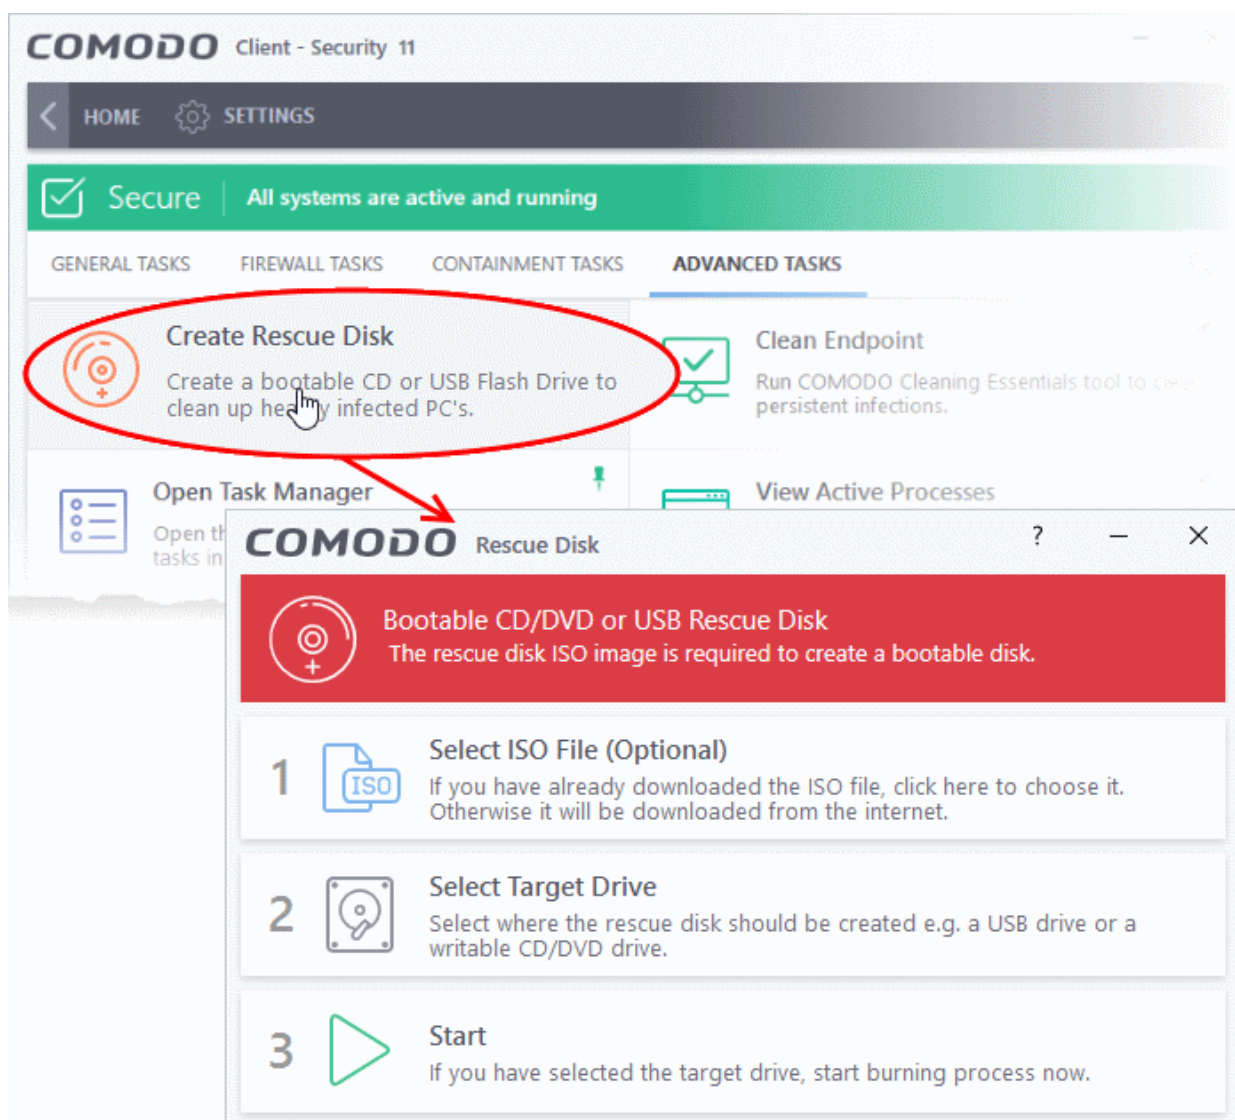 COMODO Client - Security 11
HOME SETTINGS
Secure All systems are active and running
GENERAL TASKS FIREWALL TASKS CONTAINMENT TASKS ADVANCED TASKS
Create Rescue Disk
Create a bootable CD or USB Flash Drive to
clean up heavily infected PC's.
Clean Endpoint
Run COMODO Cleaning Essentials tool to
persistent infections.
Open Task Manager
Open
tasks in
View Active Processes
COMODO Rescue Disk ?
Bootable CD/DVD or USB Rescue Disk
The rescue disk ISO image is required to create a bootable disk.
1 ISO Select ISO File (Optional)
If you have already downloaded the ISO file, click here to choose it.
Otherwise it will be downloaded from the internet.
2 Select Target Drive
Select where the rescue disk should be created e.g. a USB drive or a
writable CD/DVD drive.
3 Start
If you have selected the target drive, start burning process now.